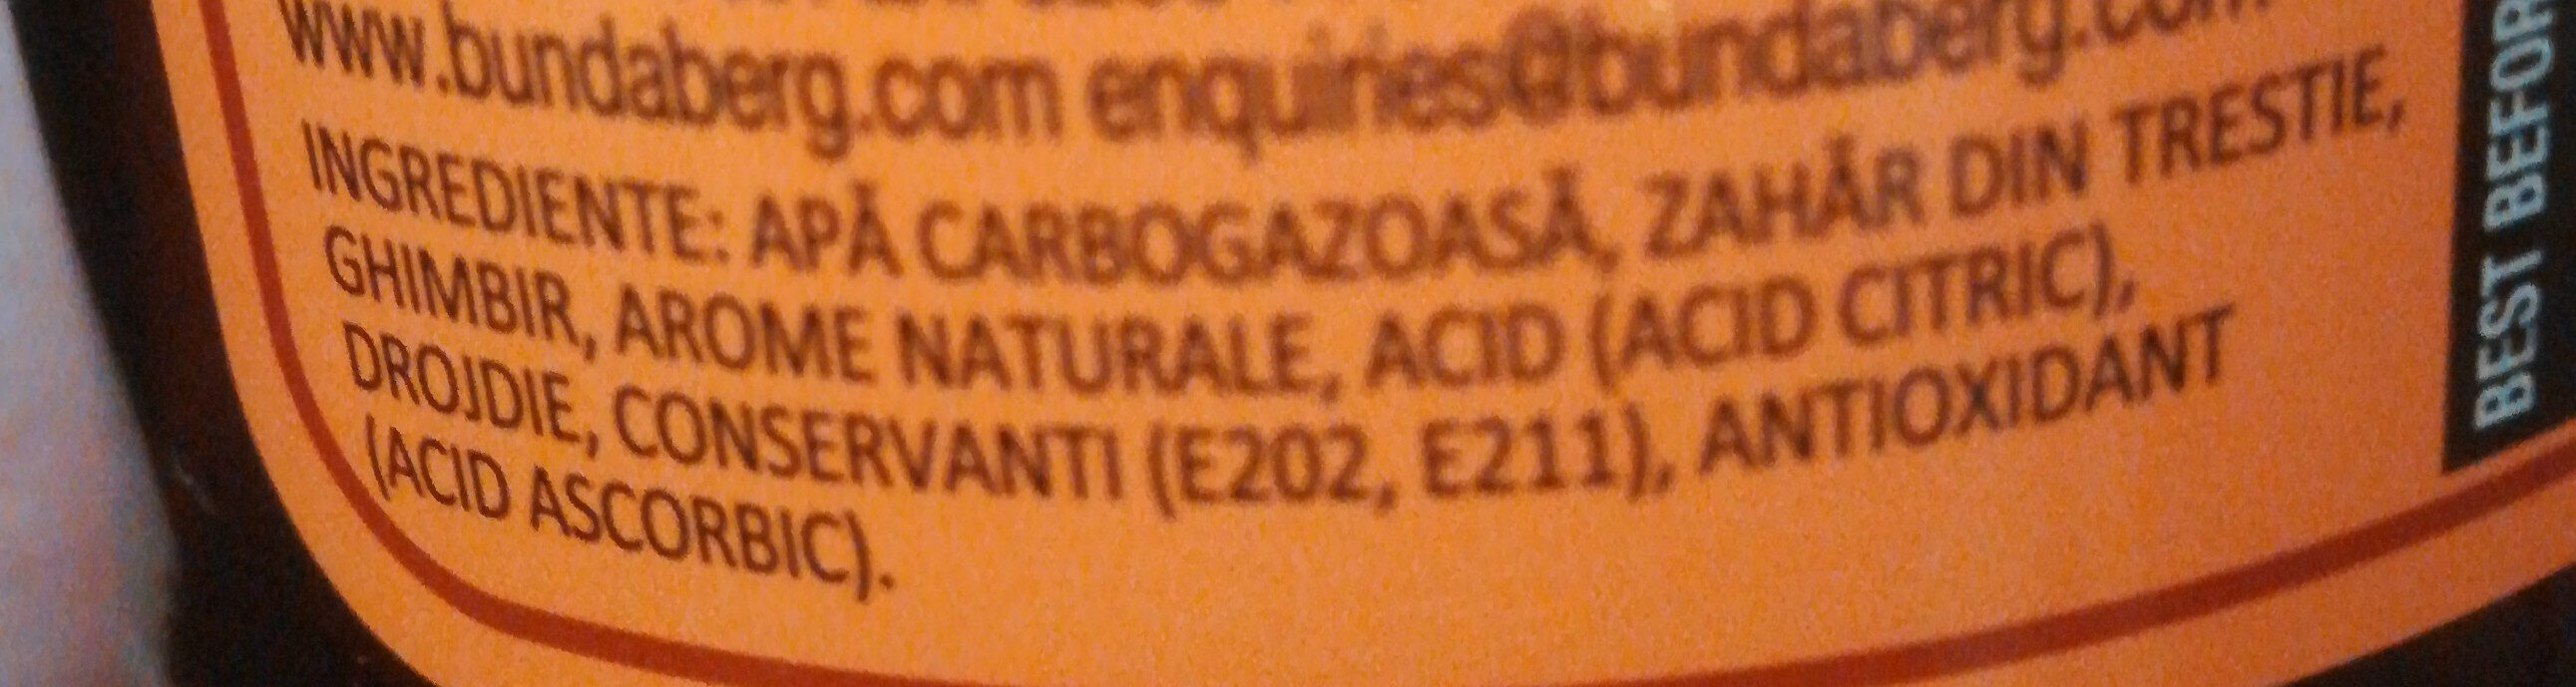 www.bundaberg.com enquiries@bundaberg.com
INGREDIENTE: APĂ CARBOGAZOASĂ, ZAHĂR DIN TRESTIE,
GHIMBIR, AROME NATURALE, ACID (ACID CITRIC),
DROJDIE, CONSERVANTI (E202, E211), ANTIOXIDANT
(ACID ASCORBIC).
BEST